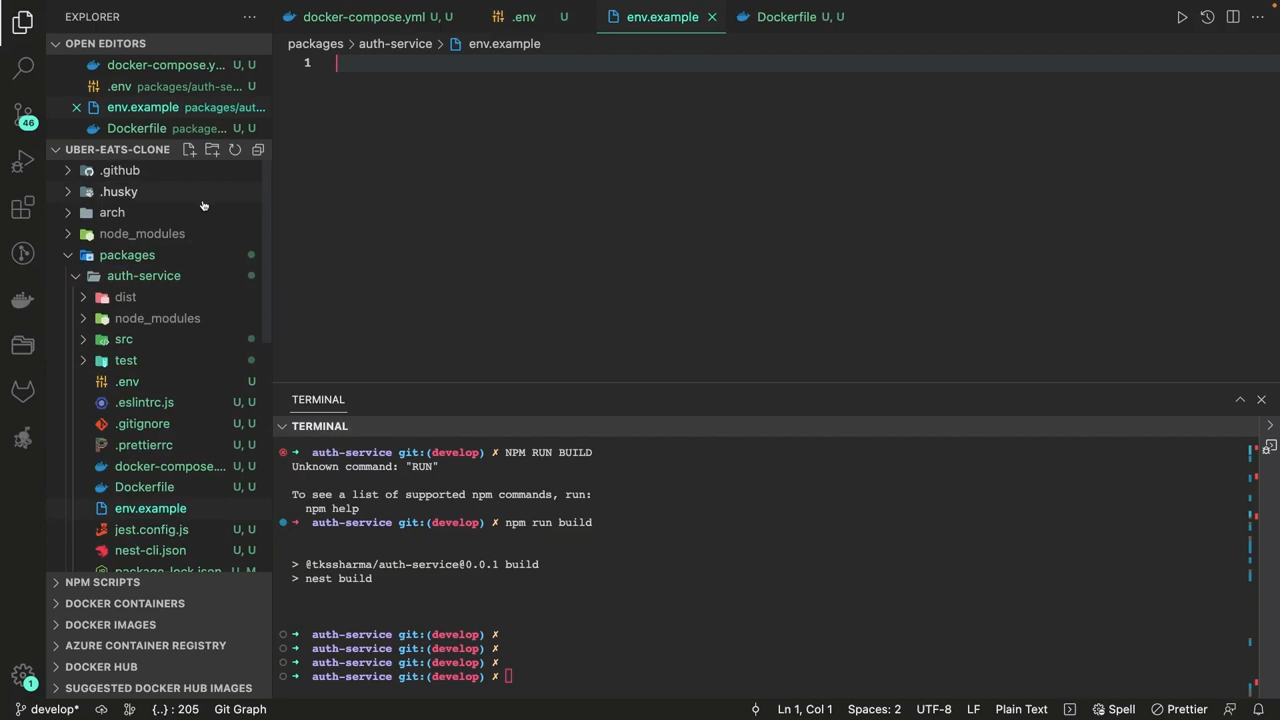 EXPLORER
docker-compose.yml U, U
.env U
env.example
Dockerfile U, U
packages > auth-service > env.example
OPEN EDITORS
docker-compose.y... U, U
.env packages/auth-se... U
env.example packages/aut...
Dockerfile package... U, U
46
UBER-EATS-CLONE
.github
.husky
arch
node_modules
packages
auth-service
dist
node_modules
src
test
.env U
.eslintrc.js U, U
.gitignore U, U
.prettierrc U, U
docker-compose.... U, U
Dockerfile U, U
env.example
jest.config.js U, U
nest-cli.json U, U
package-lock.json U, M
NPM SCRIPTS
DOCKER CONTAINERS
DOCKER IMAGES
AZURE CONTAINER REGISTRY
DOCKER HUB
SUGGESTED DOCKER HUB IMAGES
1
1
TERMINAL
TERMINAL
→ auth-service git:(develop) ✗ NPM RUN BUILD
Unknown command: "RUN"
To see a list of supported npm commands, run:
npm help
→ auth-service git:(develop) ✗ npm run build
> @tkssharma/auth-service@0.0.1 build
> nest build
→ auth-service git:(develop) ✗
→ auth-service git:(develop) ✗
→ auth-service git:(develop) ✗
→ auth-service git:(develop) ✗
develop* {..} : 205 Git Graph Ln 1, Col 1 Spaces: 2 UTF-8 LF Plain Text Spell Prettier